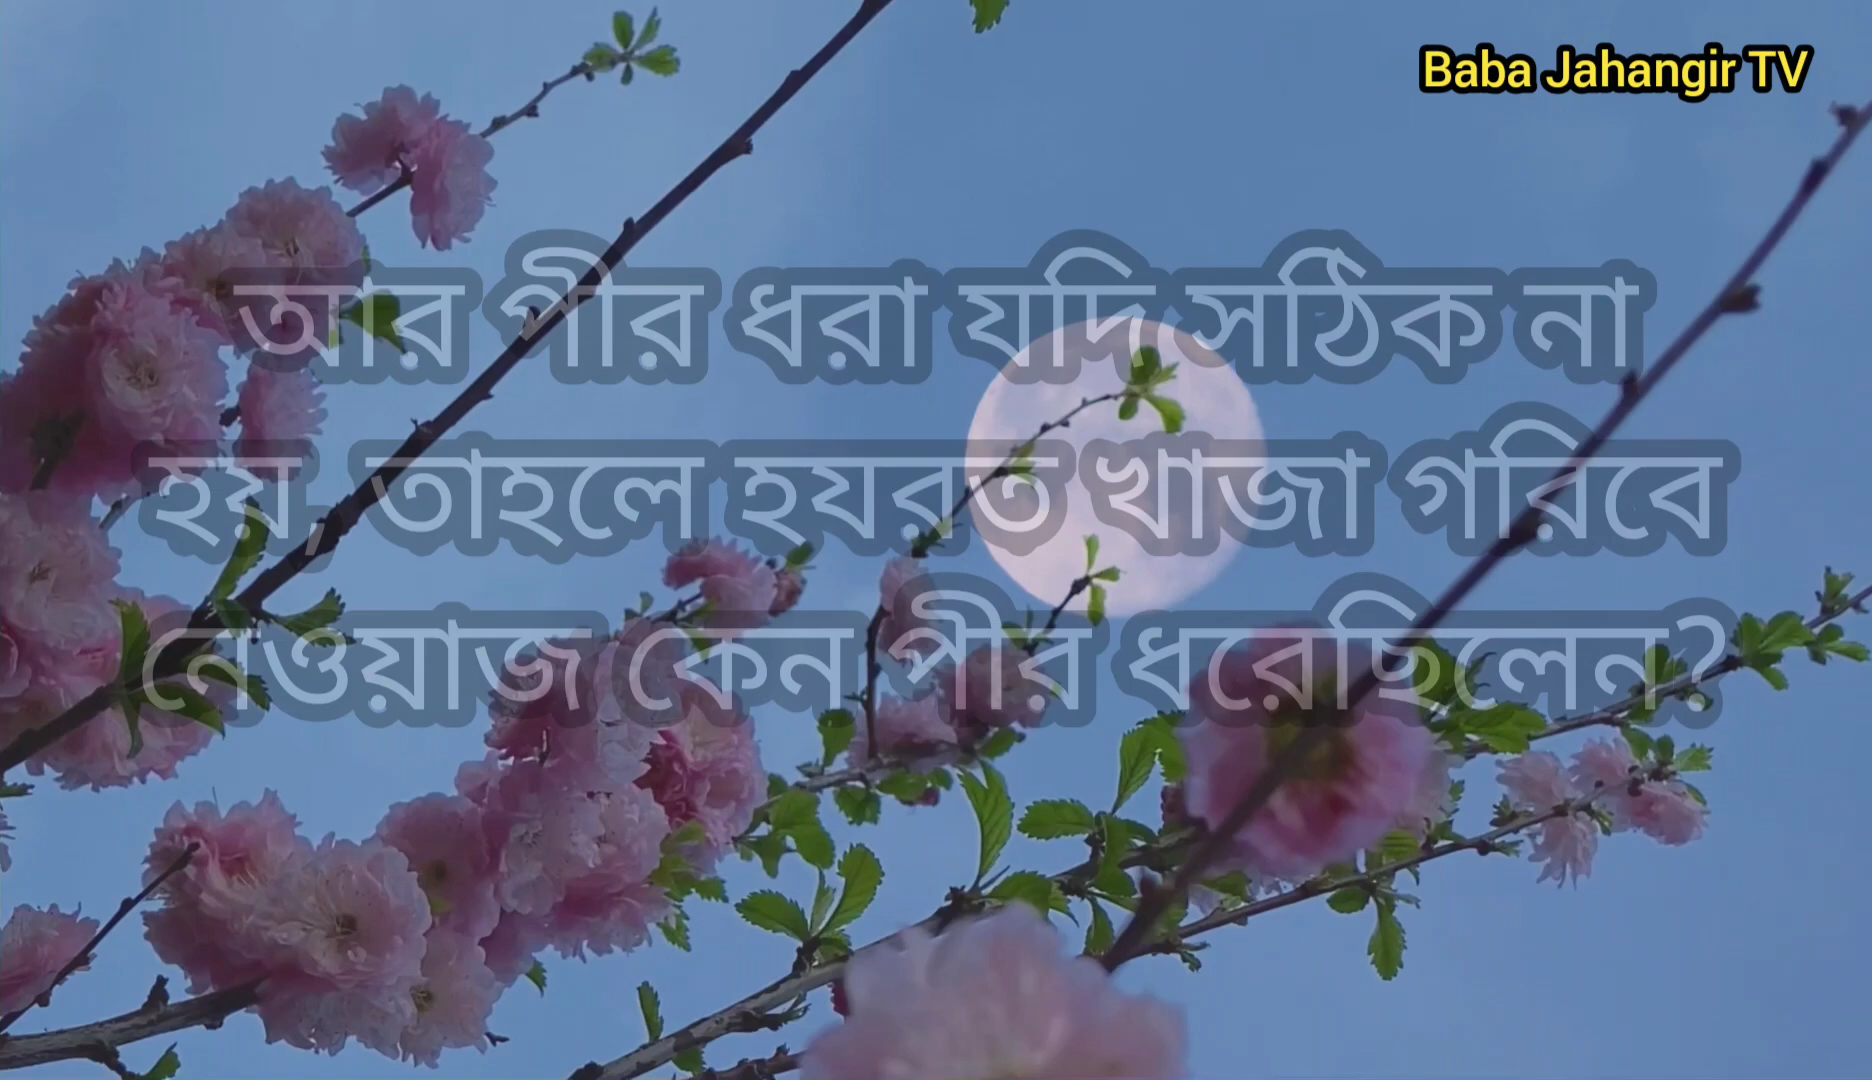 Baba Jahangir TV
আর পীর ধরা যদি সঠিক না
হয়, তাহলে হযরত খাজা গরিবে
নেওয়াজ কেন পীর ধরেছিলেন?